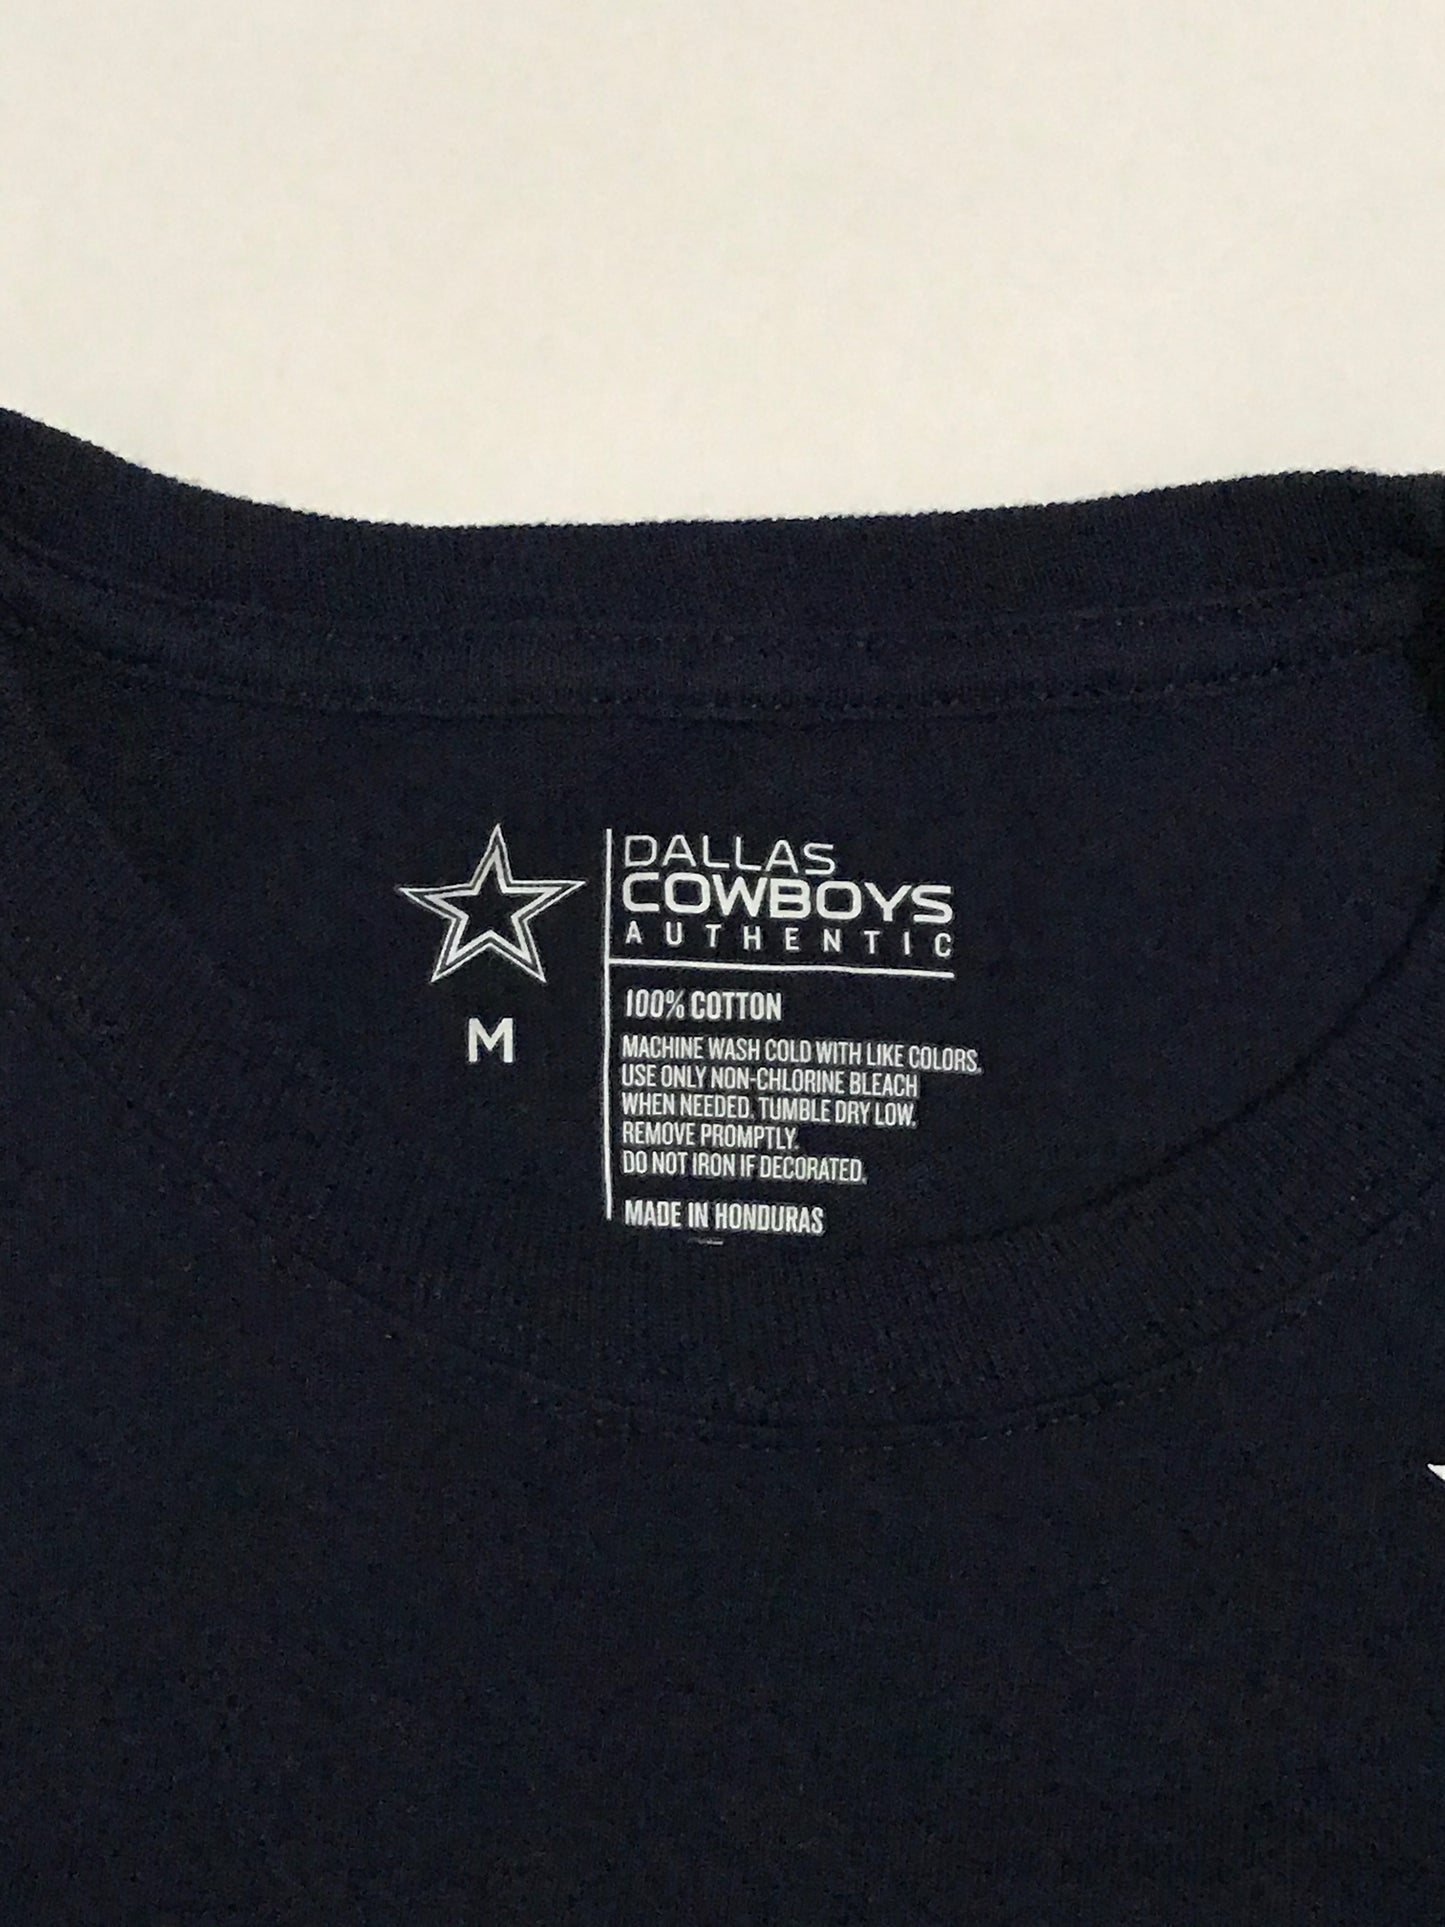 DALLAS
COWBOYS
AUTHENTIC
M
100% COTTON
MACHINE WASH COLD WITH LIKE COLORS.
USE ONLY NON-CHLORINE BLEACH
WHEN NEEDED. TUMBLE DRY LOW.
REMOVE PROMPTLY.
DO NOT IRON IF DECORATED.
MADE IN HONDURAS